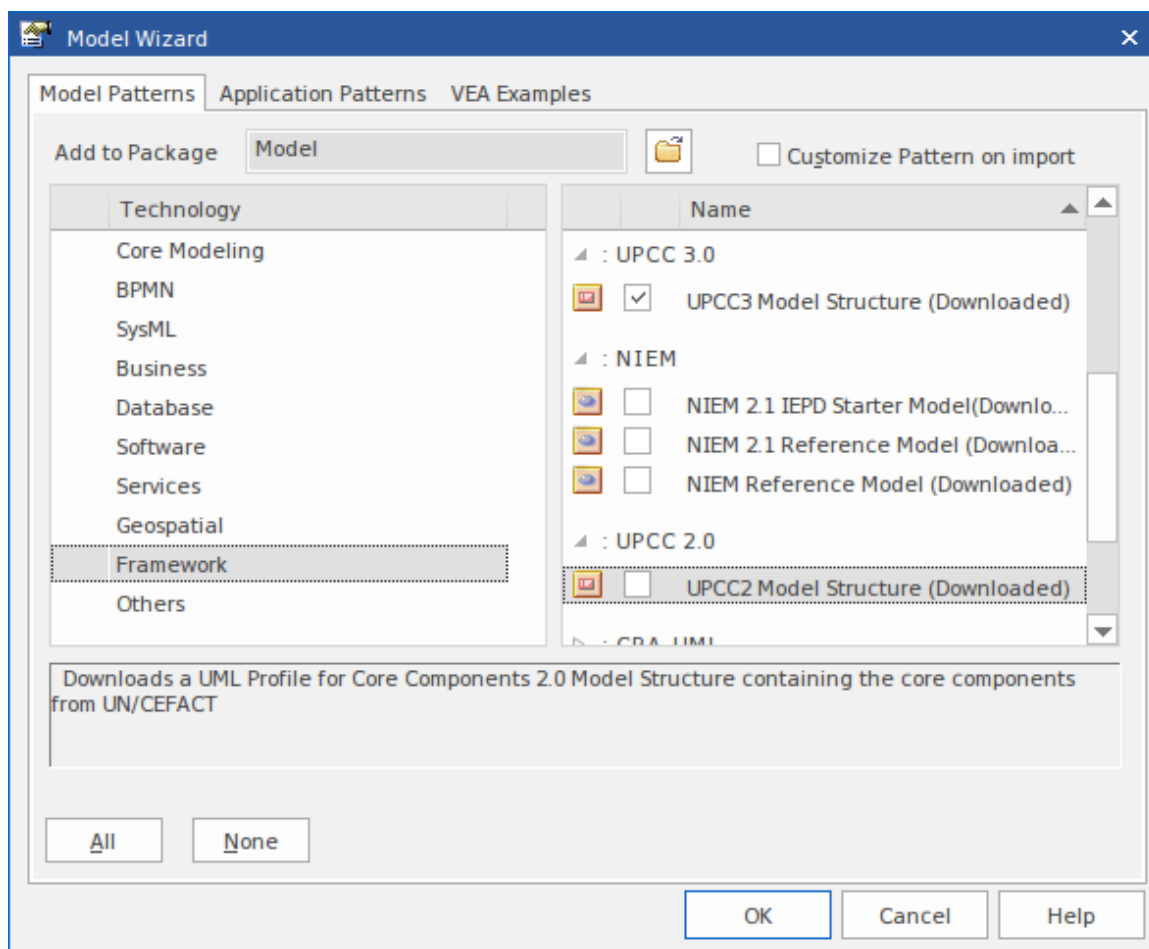 Model Wizard
Model Patterns Application Patterns VEA Examples
Add to Package Model Customize Pattern on import
Technology
Core Modeling
BPMN
SysML
Business
Database
Software
Services
Geospatial
Framework
Others
Name
: UPCC 3.0
UPCC3 Model Structure (Downloaded)
: NIEM
NIEM 2.1 IEPD Starter Model(Downlo...
NIEM 2.1 Reference Model (Downloa...
NIEM Reference Model (Downloaded)
: UPCC 2.0
UPCC2 Model Structure (Downloaded)
Downloads a UML Profile for Core Components 2.0 Model Structure containing the core components
from UN/CEFACT
All None
OK Cancel Help